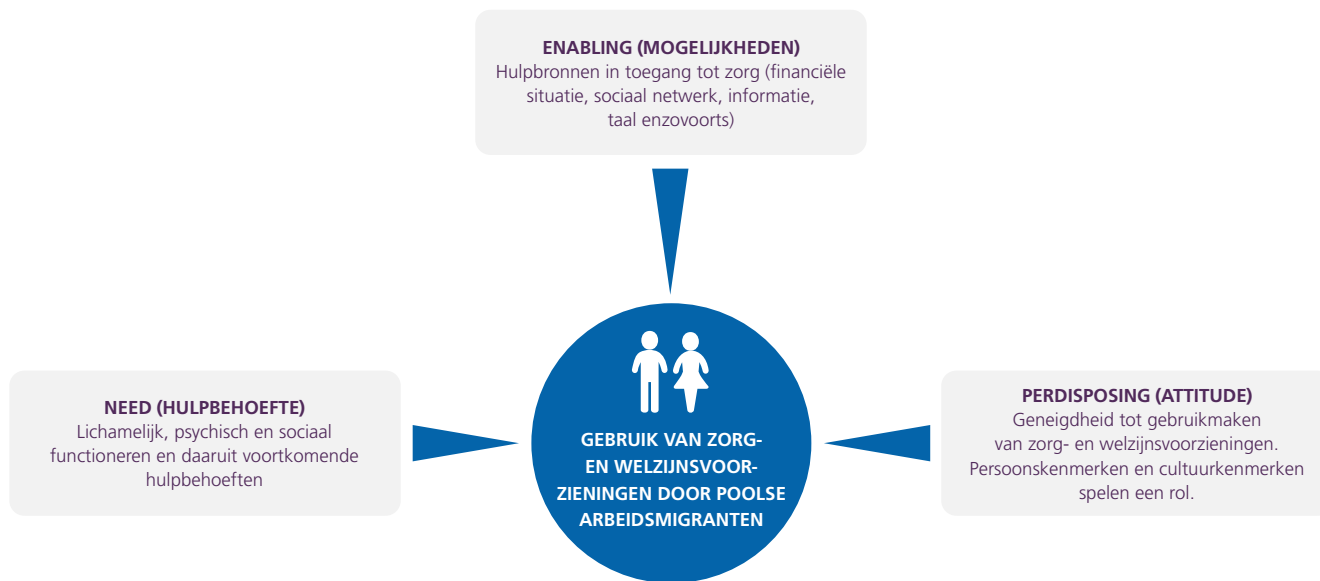 ENABLING (MOGELIJKHEDEN)
Hulpbronnen in toegang tot zorg (financiële
situatie, sociaal netwerk, informatie,
taal enzovoorts)
NEED (HULPBEHOEFTE)
Lichamelijk, psychisch en sociaal
functioneren en daaruit voortkomende
hulpbehoeften
GEBRUIK VAN ZORG-
EN WELZIJNSVOOR-
ZIENINGEN DOOR POOLSE
ARBEIDSMIGRANTEN
PERDISPOSING (ATTITUDE)
Geneigdheid tot gebruikmaken
van zorg- en welzijnsvoorzieningen.
Persoonskenmerken en cultuurkenmerken
spelen een rol.